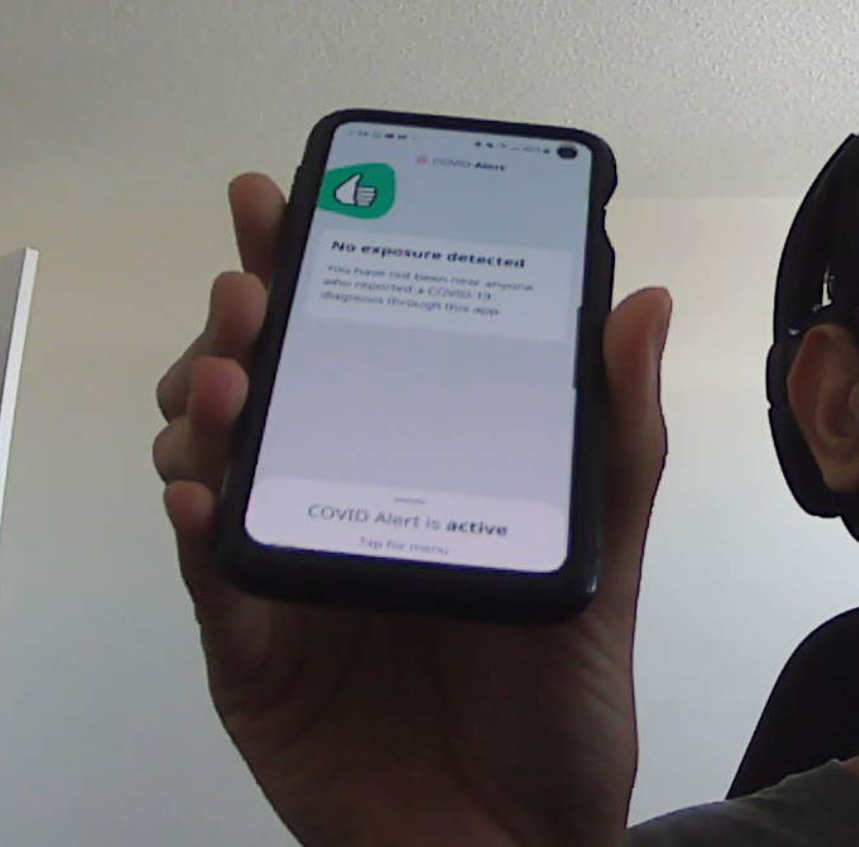 COVID Alert
No exposure detected
You have not been near anyone
who reported a COVID-19
diagnosis through this app.
COVID Alert is active
Tap for menu